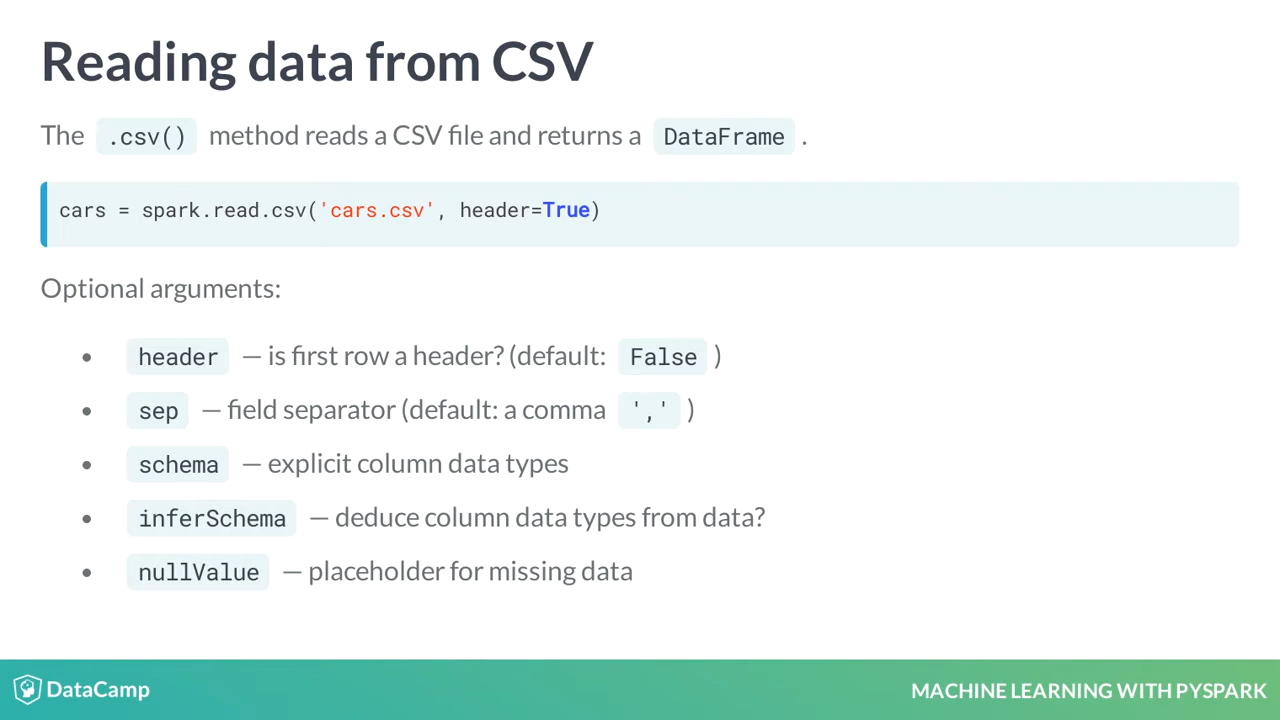 Reading data from CSV
The .csv() method reads a CSV file and returns a DataFrame .
cars = spark.read.csv('cars.csv', header=True)
Optional arguments:
• header — is first row a header? (default: False )
• sep — field separator (default: a comma ',' )
• schema — explicit column data types
• inferSchema — deduce column data types from data?
• nullValue — placeholder for missing data
DataCamp
MACHINE LEARNING WITH PYSPARK